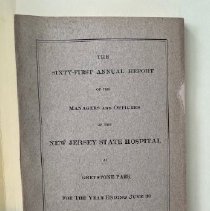 THE
SIXTY-FIRST ANNUAL REPORT
OF THE
MANAGERS AND OFFICERS
OF THE
NEW JERSEY STATE HOSPITAL
AT
GREYSTONE PARK
FOR THE YEAR ENDING JUNE 30